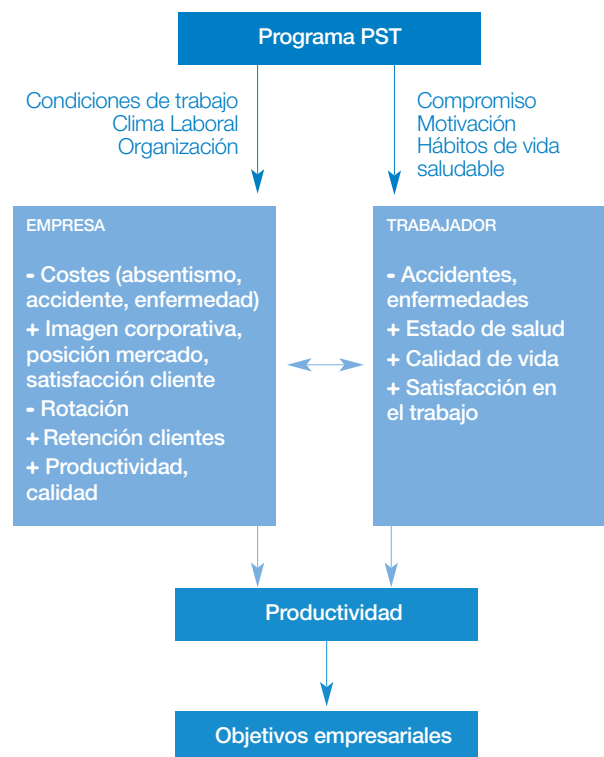 Programa PST
Condiciones de trabajo
Clima Laboral
Organización
Compromiso
Motivación
Hábitos de vida
saludable
EMPRESA
- Costes (absentismo,
accidente, enfermedad)
+ Imagen corporativa,
posición mercado,
satisfacción cliente
- Rotación
+ Retención clientes
+ Productividad,
calidad
TRABAJADOR
- Accidentes,
enfermedades
+ Estado de salud
+ Calidad de vida
+ Satisfacción en
el trabajo
Productividad
Objetivos empresariales